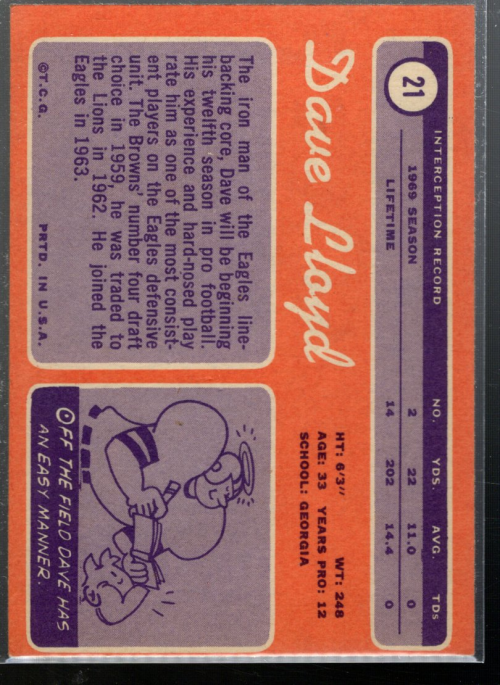 21
INTERCEPTION RECORD NO. YDS. AVG. TDs
1969 SEASON 2 22 11.0 0
LIFETIME 14 202 14.4 0
Dave Lloyd
HT: 6'3" WT: 248
AGE: 33 YEARS PRO: 12
SCHOOL: GEORGIA
The iron man of the Eagles line-
backing core, Dave will be beginning
his twelfth season in pro football.
His experience and hard-nosed play
rate him as one of the most consist-
ent players on the Eagles defensive
unit. The Browns' number four draft
choice in 1959, he was traded to
the Lions in 1962. He joined the
Eagles in 1963.
©T.C.G. PRTD. IN U.S.A.
OFF THE FIELD DAVE HAS
AN EASY MANNER.